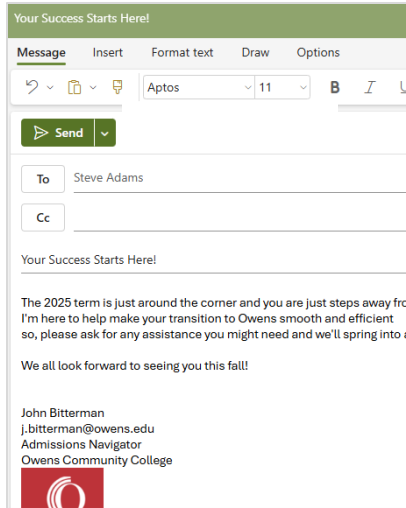 Your Success Starts Here!
Message Insert Format text Draw Options
Aptos 11 B I
Send
To Steve Adams
Cc
Your Success Starts Here!
The 2025 term is just around the corner and you are just steps away
I'm here to help make your transition to Owens smooth and efficient
so, please ask for any assistance you might need and we'll spring into
We all look forward to seeing you this fall!
John Bitterman
j.bitterman@owens.edu
Admissions Navigator
Owens Community College